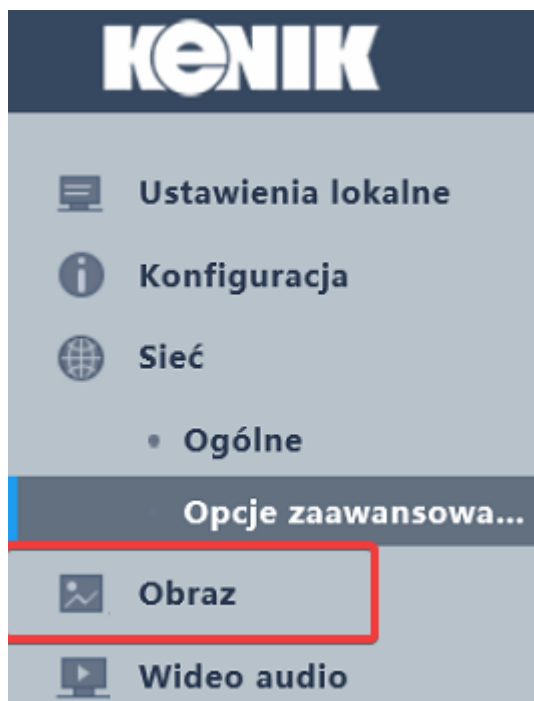 KeNIK
Ustawienia lokalne
Konfiguracja
Sieć
Ogólne
Opcje zaawansowa...
Obraz
Wideo audio